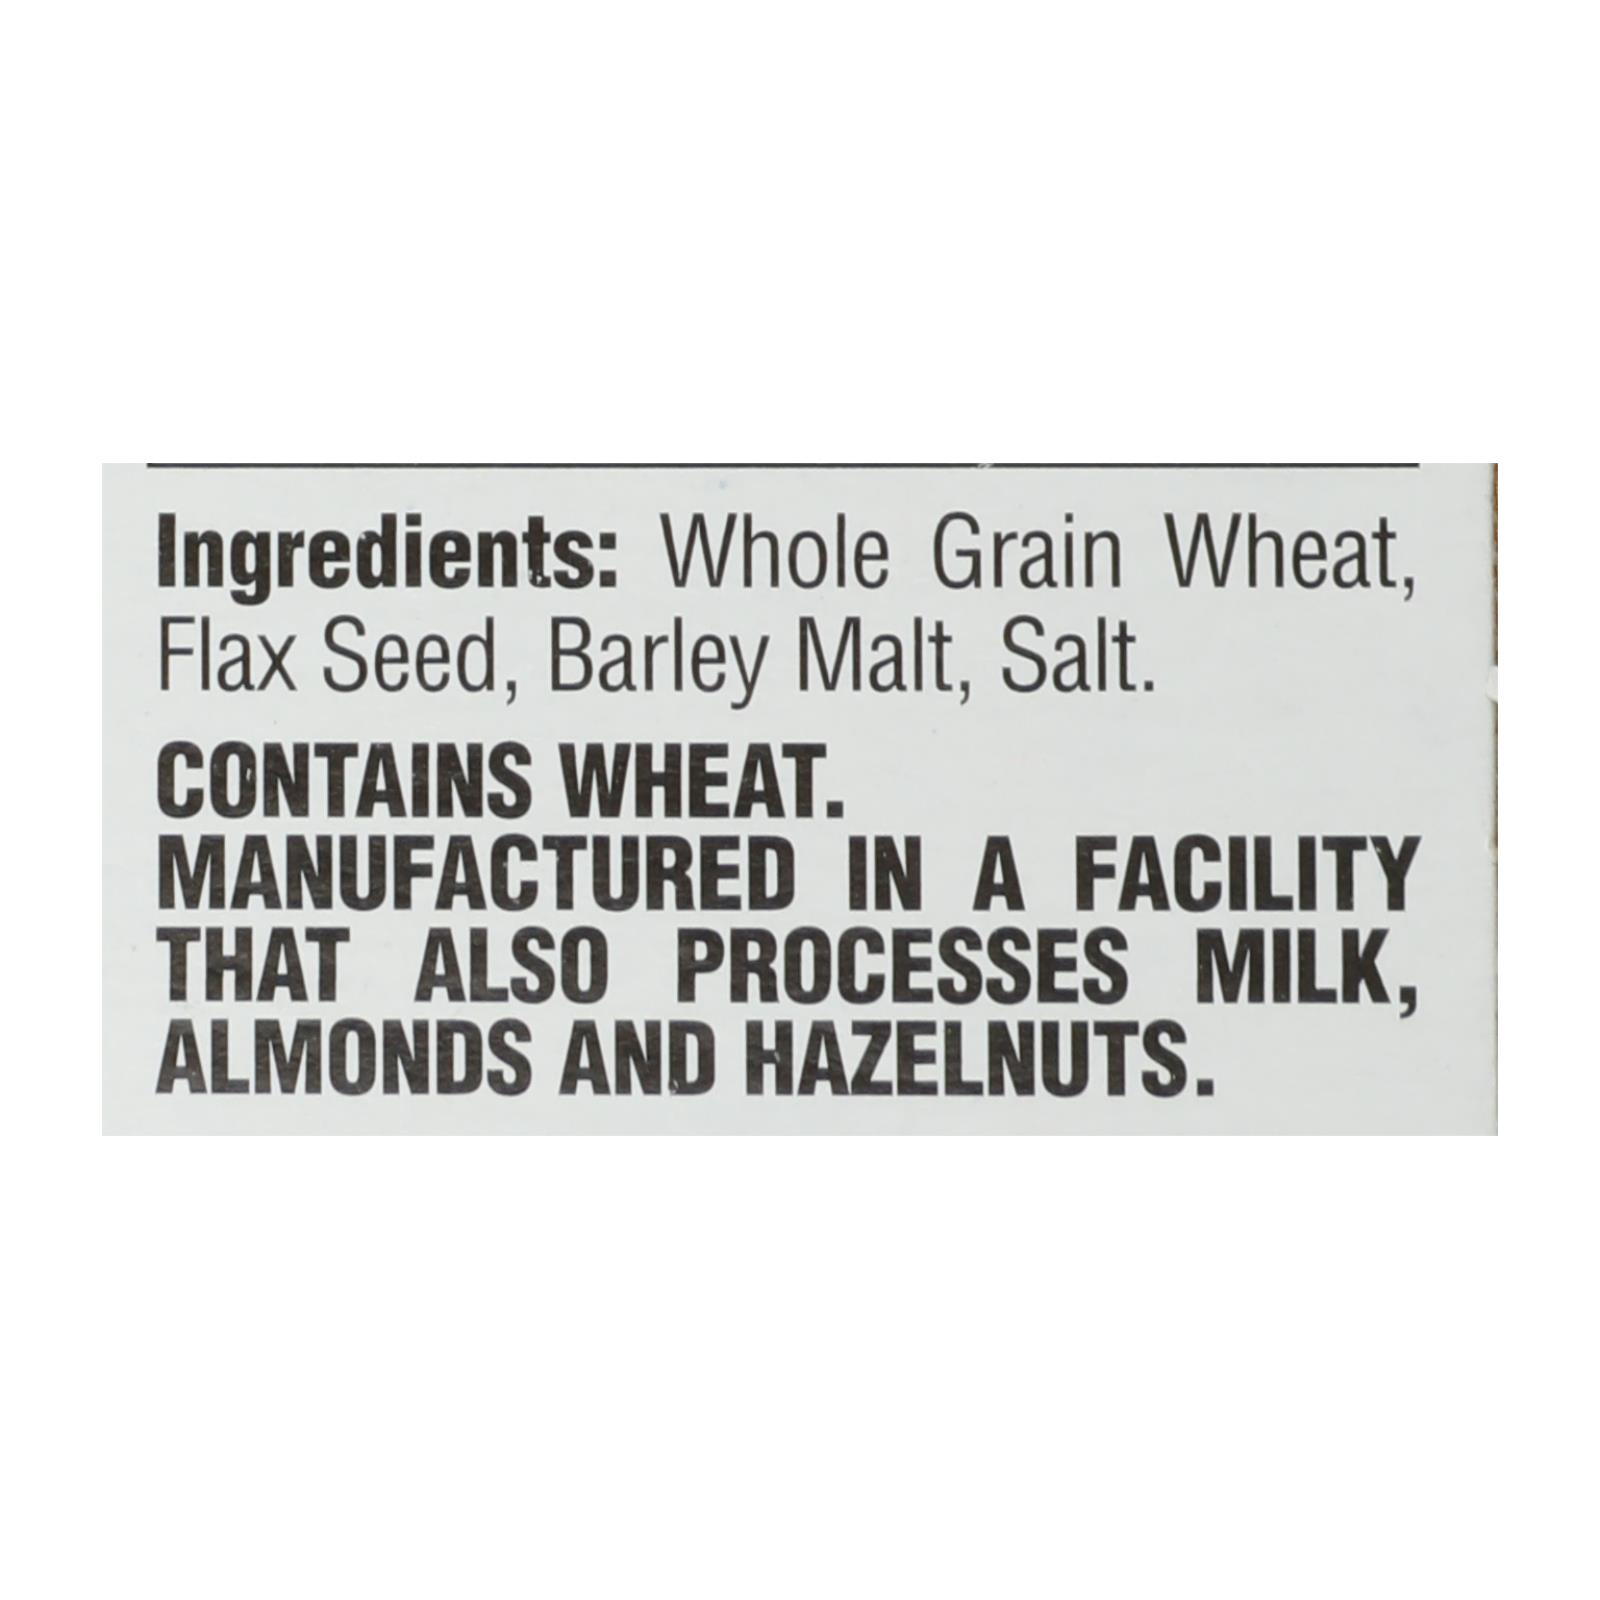 Ingredients: Whole Grain Wheat,
Flax Seed, Barley Malt, Salt.
CONTAINS WHEAT.
MANUFACTURED IN A FACILITY
THAT ALSO PROCESSES MILK,
ALMONDS AND HAZELNUTS.